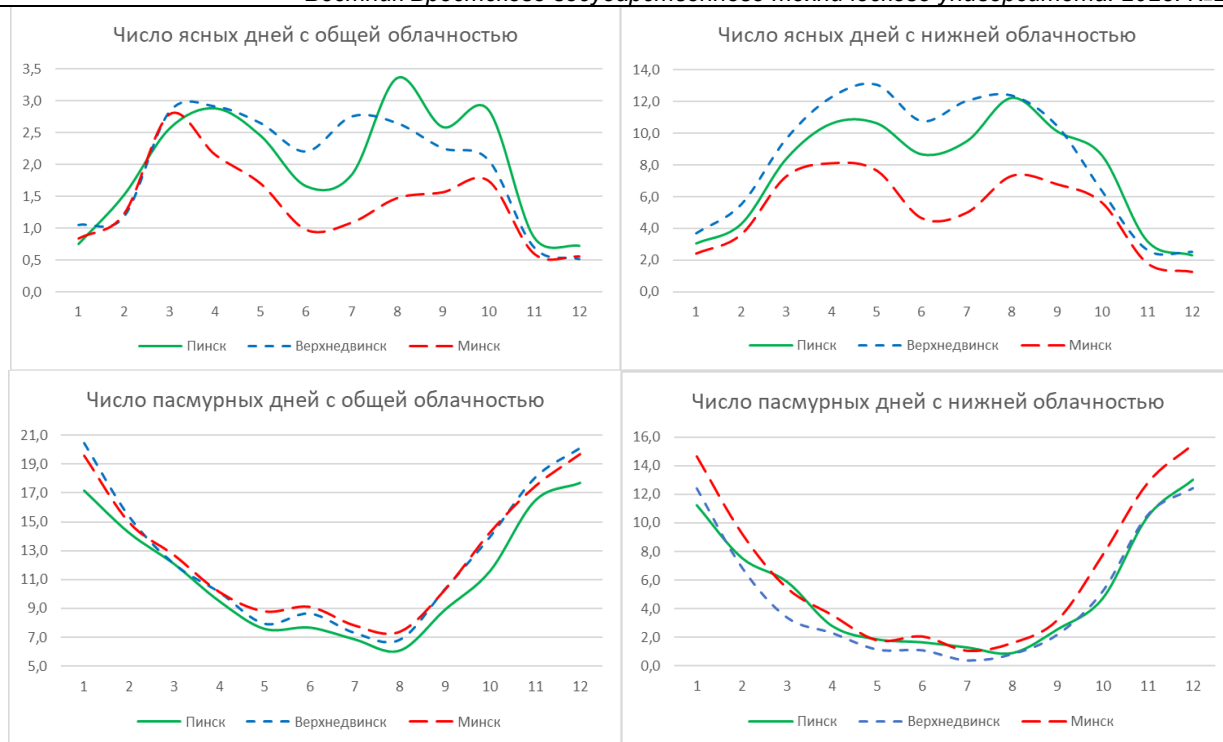 Число ясных дней с общей облачностью
3,5
3,0
2,5
2,0
1,5
1,0
0,5
0,0
1 2 3 4 5 6 7 8 9 10 11 12
Пинск Верхнедвинск Минск
Число ясных дней с нижней облачностью
14,0
12,0
10,0
8,0
6,0
4,0
2,0
0,0
1 2 3 4 5 6 7 8 9 10 11 12
Пинск Верхнедвинск Минск
Число пасмурных дней с общей облачностью
21,0
19,0
17,0
15,0
13,0
11,0
9,0
7,0
5,0
1 2 3 4 5 6 7 8 9 10 11 12
Пинск Верхнедвинск Минск
Число пасмурных дней с нижней облачностью
16,0
14,0
12,0
10,0
8,0
6,0
4,0
2,0
0,0
1 2 3 4 5 6 7 8 9 10 11 12
Пинск Верхнедвинск Минск